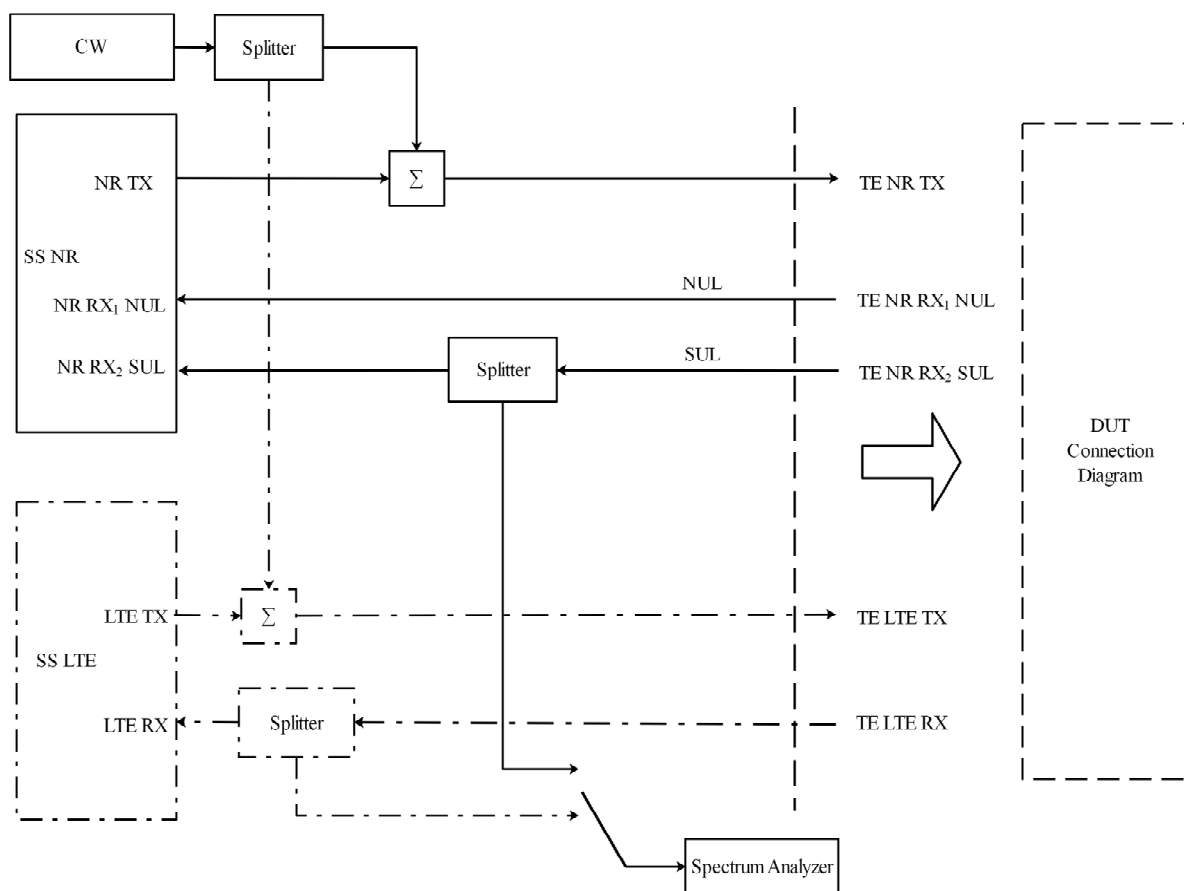 CW
Splitter
NR TX
Σ
TE NR TX
SS NR
NUL
NR RX₁ NUL
TE NR RX₁ NUL
SUL
NR RX₂ SUL
Splitter
TE NR RX₂ SUL
DUT
Connection
Diagram
LTE TX
Σ
TE LTE TX
SS LTE
LTE RX
Splitter
TE LTE RX
Spectrum Analyzer